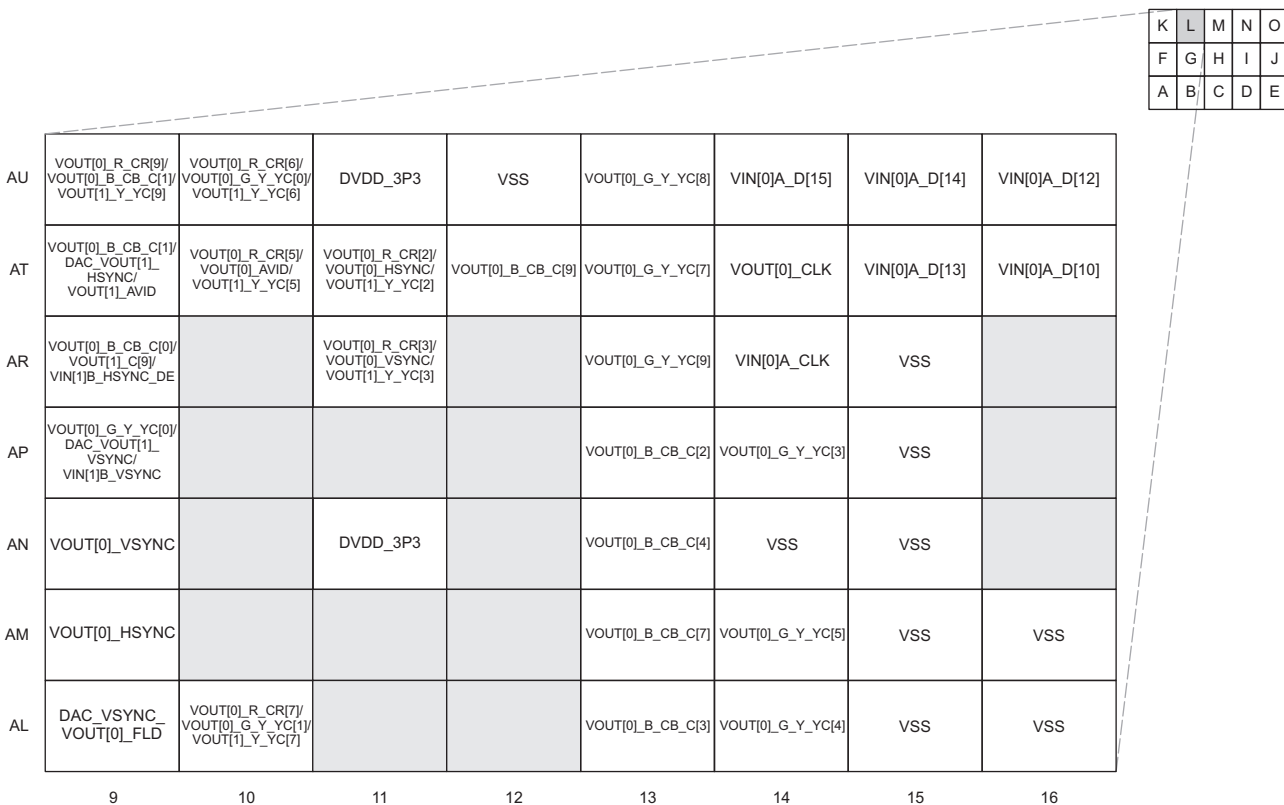 K L M N O
F G H I J
A B C D E
AU
VOUT[0]_R_CR[9]/
VOUT[0]_B_CB_C[1]/
VOUT[1]_Y_YC[9]
VOUT[0]_R_CR[6]/
VOUT[0]_G_Y_YC[0]/
VOUT[1]_Y_YC[6]
DVDD_3P3
VSS
VOUT[0]_G_Y_YC[8]
VIN[0]A_D[15]
VIN[0]A_D[14]
VIN[0]A_D[12]
AT
VOUT[0]_B_CB_C[1]/
DAC_VOUT[1]_
HSYNC/
VOUT[1]_AVID
VOUT[0]_R_CR[5]/
VOUT[0]_AVID/
VOUT[1]_Y_YC[5]
VOUT[0]_R_CR[2]/
VOUT[0]_HSYNC/
VOUT[1]_Y_YC[2]
VOUT[0]_B_CB_C[9]
VOUT[0]_G_Y_YC[7]
VOUT[0]_CLK
VIN[0]A_D[13]
VIN[0]A_D[10]
AR
VOUT[0]_B_CB_C[0]/
VOUT[1]_C[9]/
VIN[1]B_HSYNC_DE
VOUT[0]_R_CR[3]/
VOUT[0]_VSYNC/
VOUT[1]_Y_YC[3]
VOUT[0]_G_Y_YC[9]
VIN[0]A_CLK
VSS
AP
VOUT[0]_G_Y_YC[0]/
DAC_VOUT[1]_
VSYNC/
VIN[1]B_VSYNC
VOUT[0]_B_CB_C[2]
VOUT[0]_G_Y_YC[3]
VSS
AN
VOUT[0]_VSYNC
DVDD_3P3
VOUT[0]_B_CB_C[4]
VSS
VSS
AM
VOUT[0]_HSYNC
VOUT[0]_B_CB_C[7]
VOUT[0]_G_Y_YC[5]
VSS
VSS
AL
DAC_VSYNC_
VOUT[0]_FLD
VOUT[0]_R_CR[7]/
VOUT[0]_G_Y_YC[1]/
VOUT[1]_Y_YC[7]
VOUT[0]_B_CB_C[3]
VOUT[0]_G_Y_YC[4]
VSS
VSS
9 10 11 12 13 14 15 16